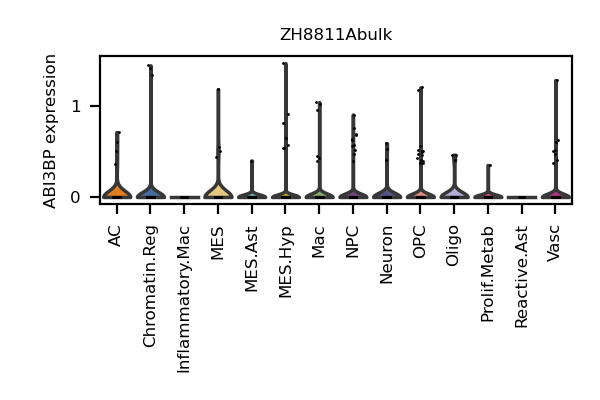 ZH8811Abulk
ABI3BP expression
1
0
AC
Chromatin.Reg
Inflammatory.Mac
MES
MES.Ast
MES.Hyp
Mac
NPC
Neuron
OPC
Oligo
Prolif.Metab
Reactive.Ast
Vasc